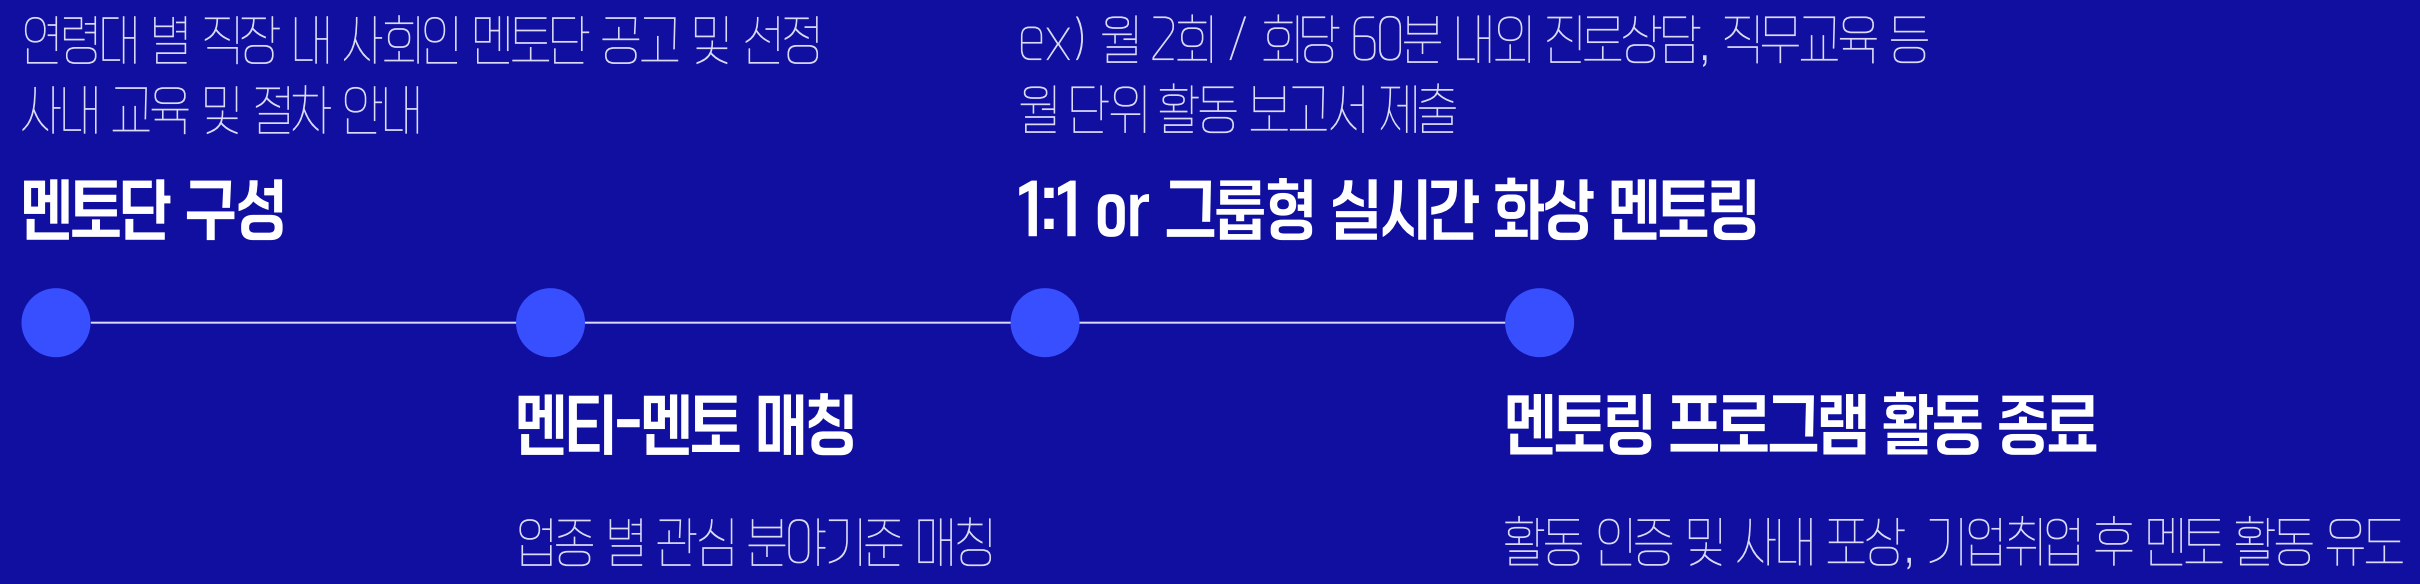 연령대 별 직장 내 사회인 멘토단 공고 및 선정
사내 교육 및 절차 안내
멘토단 구성
ex) 월 2회 / 회당 60분 내외 진로상담, 직무교육 등
월 단위 활동 보고서 제출
1:1 or 그룹형 실시간 화상 멘토링
멘티-멘토 매칭
업종 별 관심 분야기준 매칭
멘토링 프로그램 활동 종료
활동 인증 및 사내 포상, 기업취업 후 멘토 활동 유도